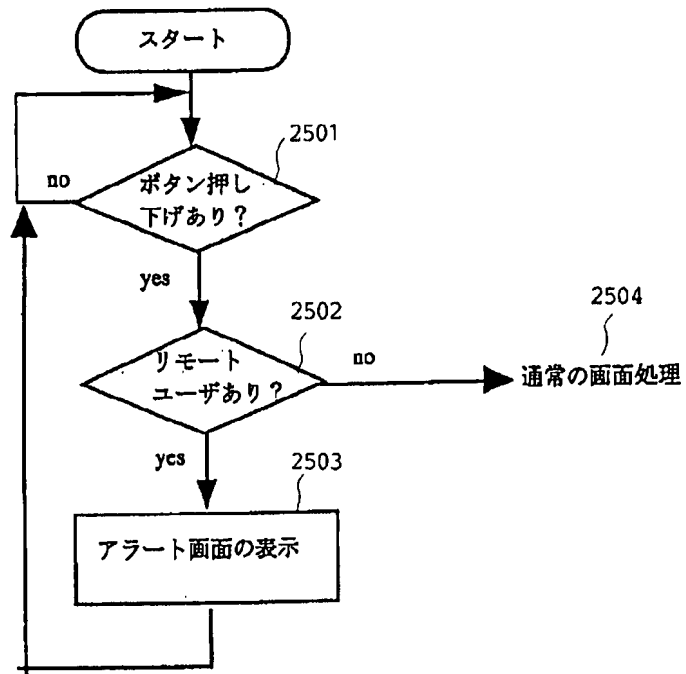 スタート
2501
no
ボタン押し
下げあり？
yes
2502
リモート
ユーザあり？
no
2504
通常の画面処理
yes
2503
アラート画面の表示